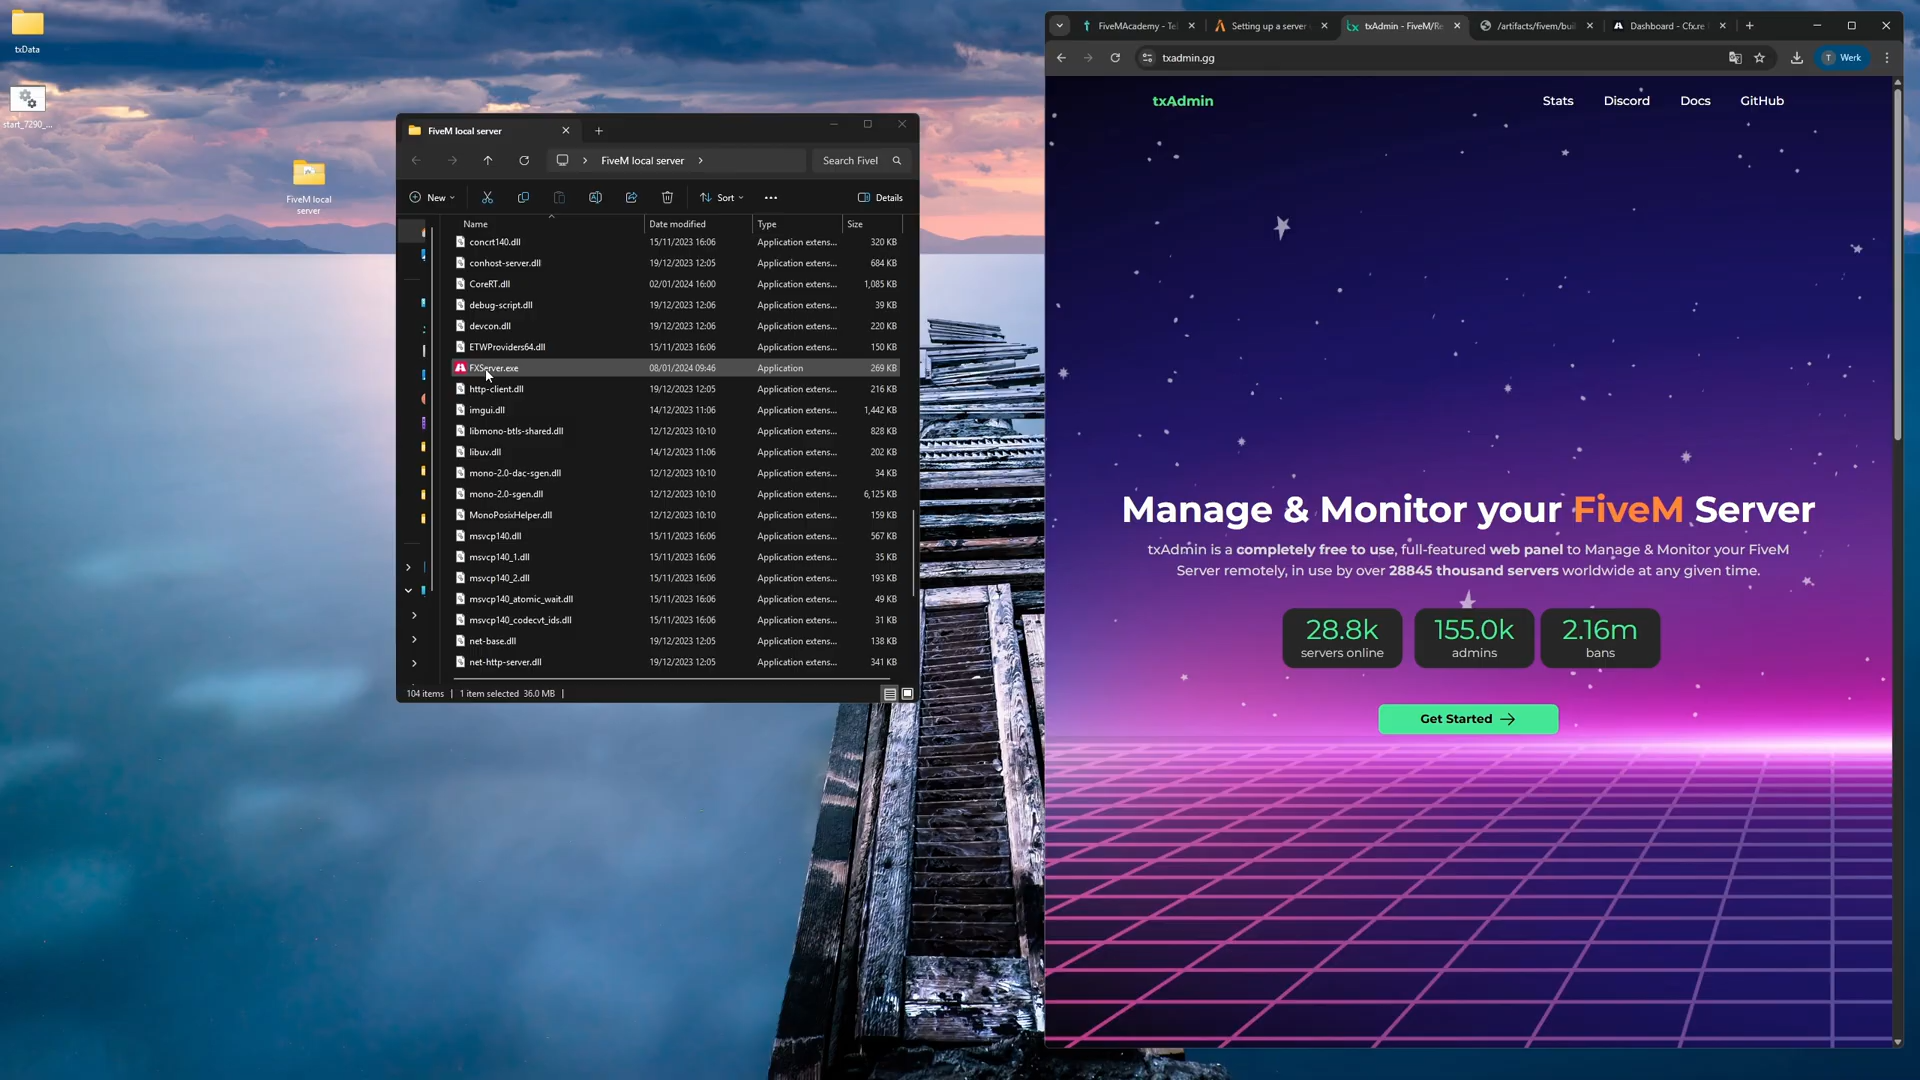 txData
start_7290_...
FiveM local
server
FiveM local server
FiveM local server
Search FiveI
New
Sort
Details
Name Date modified Type Size
concrt140.dll 15/11/2023 16:06 Application extens... 320 KB
conhost-server.dll 19/12/2023 12:05 Application extens... 684 KB
CoreRT.dll 02/01/2024 16:00 Application extens... 1,085 KB
debug-script.dll 19/12/2023 12:06 Application extens... 39 KB
devcon.dll 19/12/2023 12:06 Application extens... 220 KB
ETWProviders64.dll 15/11/2023 16:06 Application extens... 150 KB
FXServer.exe 08/01/2024 09:46 Application 269 KB
http-client.dll 19/12/2023 12:05 Application extens... 216 KB
imgui.dll 14/12/2023 11:06 Application extens... 1,442 KB
libmono-btls-shared.dll 12/12/2023 10:10 Application extens... 828 KB
libuv.dll 14/12/2023 11:06 Application extens... 202 KB
mono-2.0-dac-sgen.dll 12/12/2023 10:10 Application extens... 34 KB
mono-2.0-sgen.dll 12/12/2023 10:10 Application extens... 6,125 KB
MonoPosixHelper.dll 12/12/2023 10:10 Application extens... 159 KB
msvcp140.dll 15/11/2023 16:06 Application extens... 567 KB
msvcp140_1.dll 15/11/2023 16:06 Application extens... 35 KB
msvcp140_2.dll 15/11/2023 16:06 Application extens... 193 KB
msvcp140_atomic_wait.dll 15/11/2023 16:06 Application extens... 49 KB
msvcp140_codecvt_ids.dll 15/11/2023 16:06 Application extens... 31 KB
net-base.dll 19/12/2023 12:05 Application extens... 138 KB
net-http-server.dll 19/12/2023 12:05 Application extens... 341 KB
104 items 1 item selected 36.0 MB
FiveMAcademy - Te
Setting up a server
txAdmin - FiveM/Re
/artifacts/fivem/bui
Dashboard - Cfx.re
txadmin.gg
T Werk
txAdmin
Stats Discord Docs GitHub
Manage & Monitor your FiveM Server
txAdmin is a completely free to use, full-featured web panel to Manage & Monitor your FiveM
Server remotely, in use by over 28845 thousand servers worldwide at any given time.
28.8k 155.0k 2.16m
servers online admins bans
Get Started